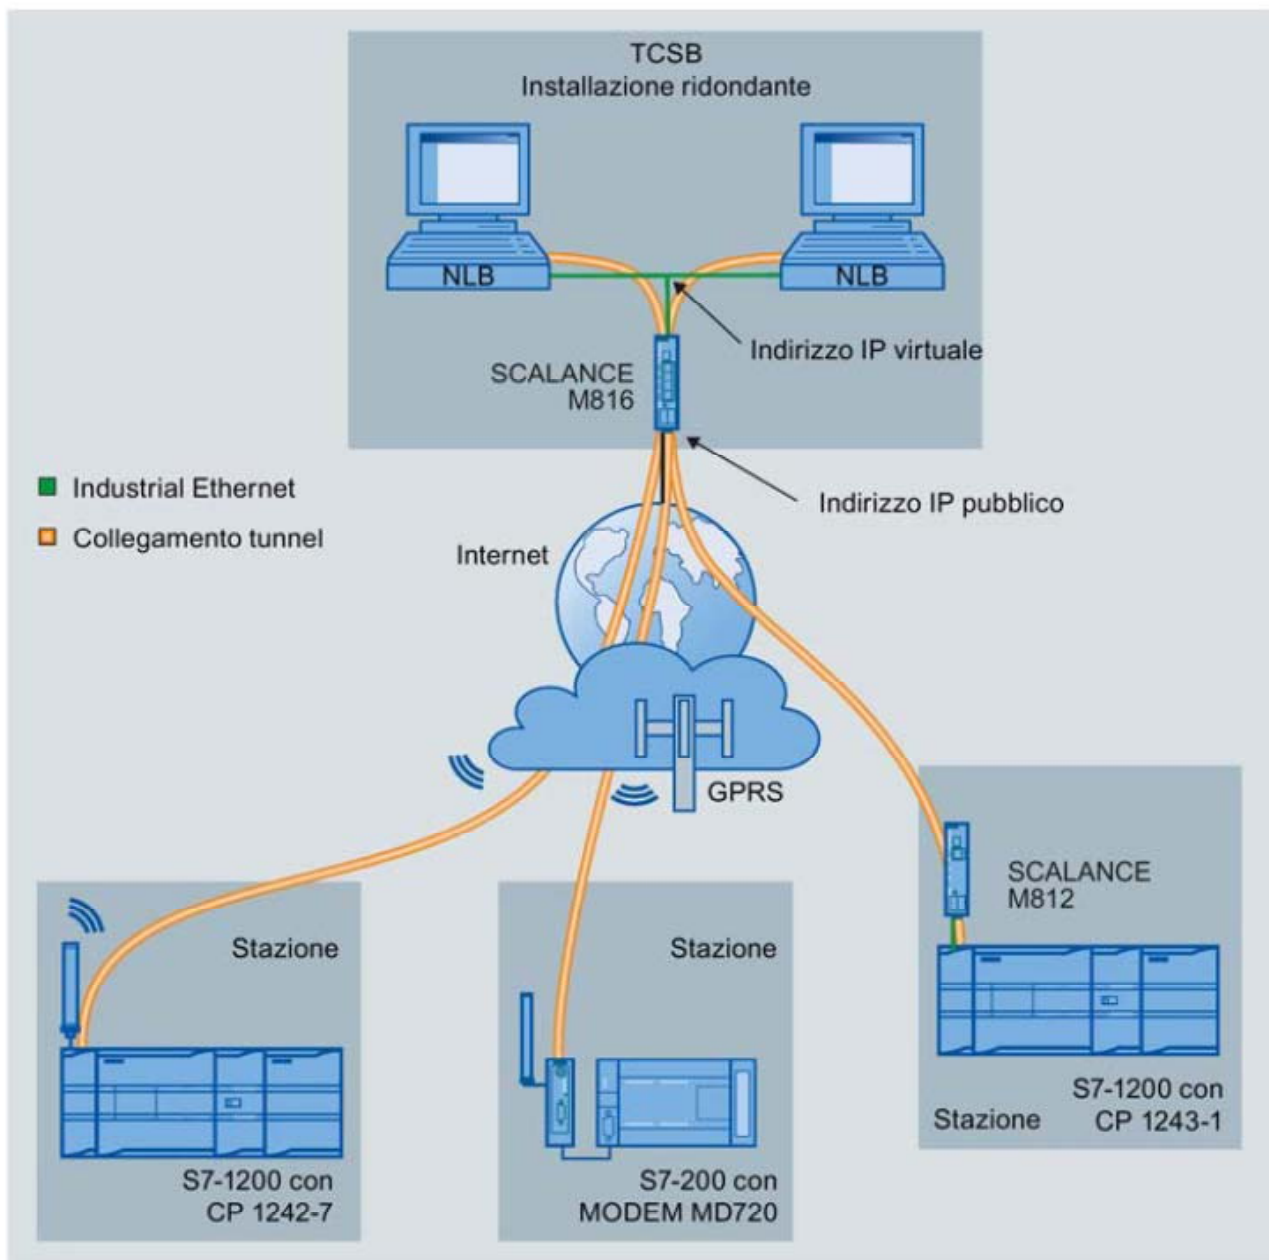 TCSB
Installazione ridondante
NLB
NLB
Indirizzo IP virtuale
SCALANCE
M816
Industrial Ethernet
Collegamento tunnel
Indirizzo IP pubblico
Internet
GPRS
SCALANCE
M812
Stazione
Stazione
S7-1200 con
CP 1243-1
Stazione
S7-1200 con
CP 1242-7
S7-200 con
MODEM MD720